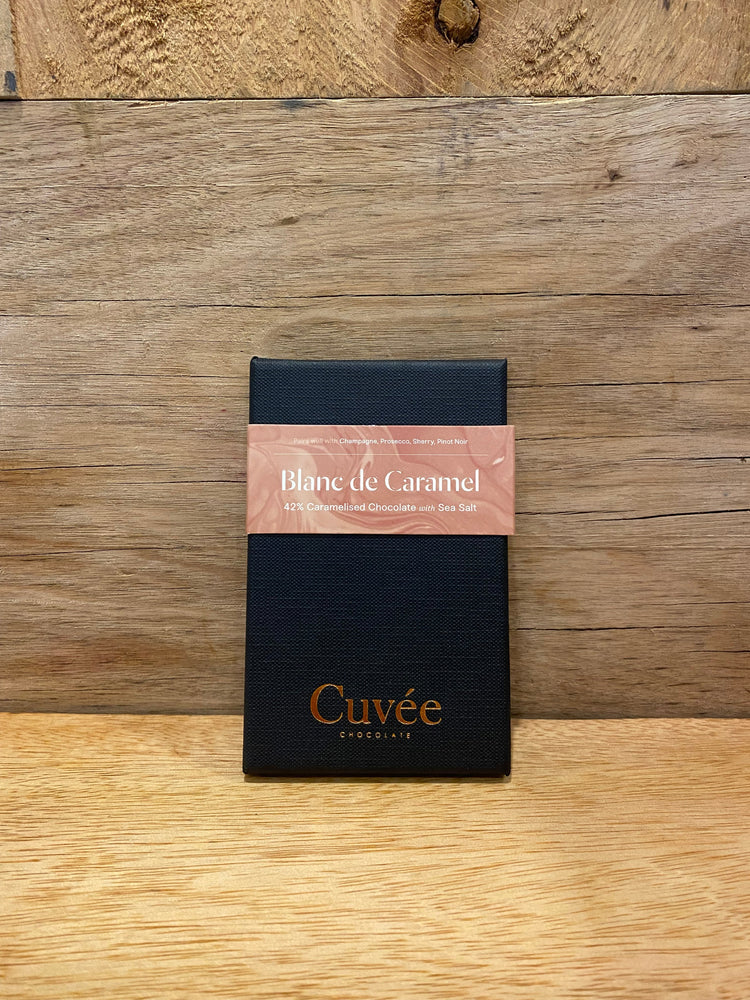 Pairs well with Champagne, Prosecco, Sherry, Pinot Noir
Blanc de Caramel
42% Caramelised Chocolate with Sea Salt
Cuvée
CHOCOLATE